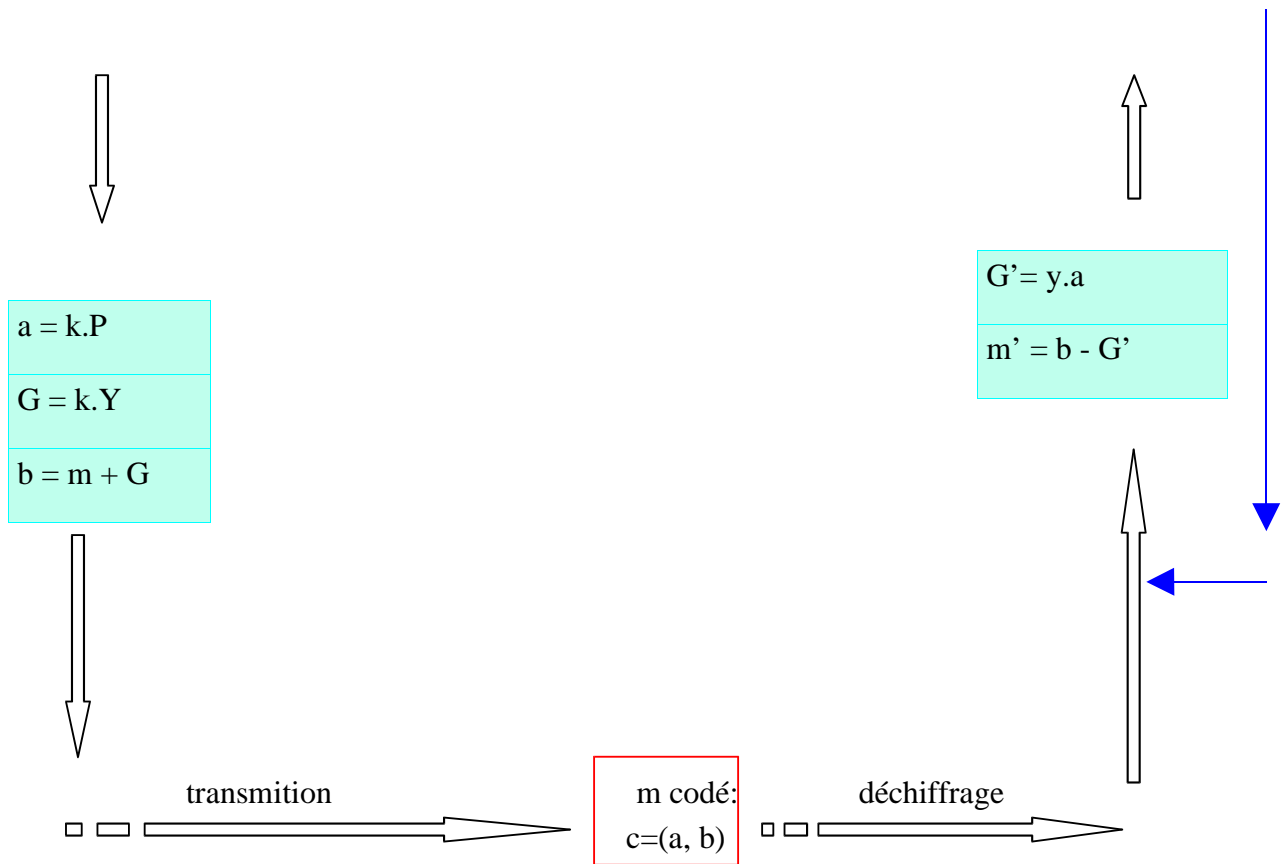 a = k.P
G = k.Y
b = m + G
G’= y.a
m’ = b - G’
transmition
m codé:
c=(a, b)
déchiffrage